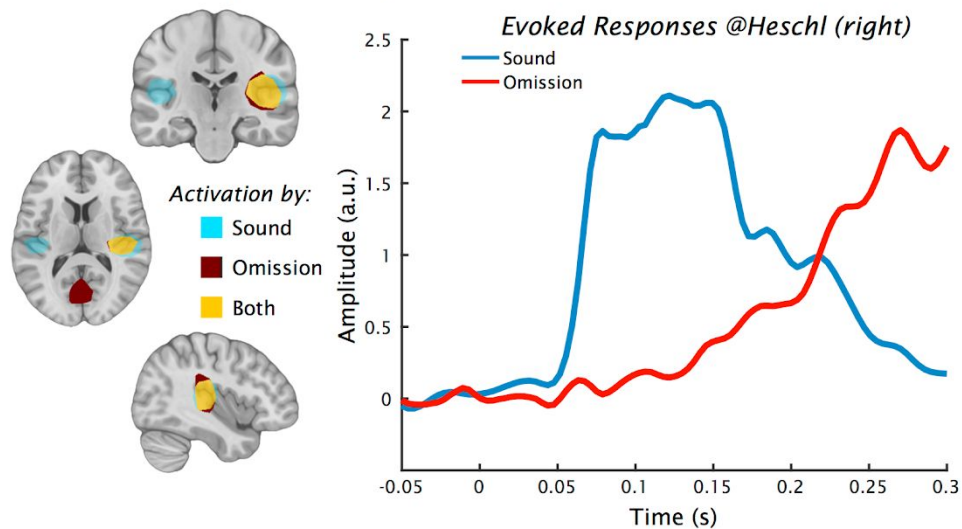 Activation by:
Sound
Omission
Both
Evoked Responses @Heschl (right)
Sound
Omission
Amplitude (a.u.)
2.5
2
1.5
1
0.5
0
-0.05 0 0.05 0.1 0.15 0.2 0.25 0.3
Time (s)